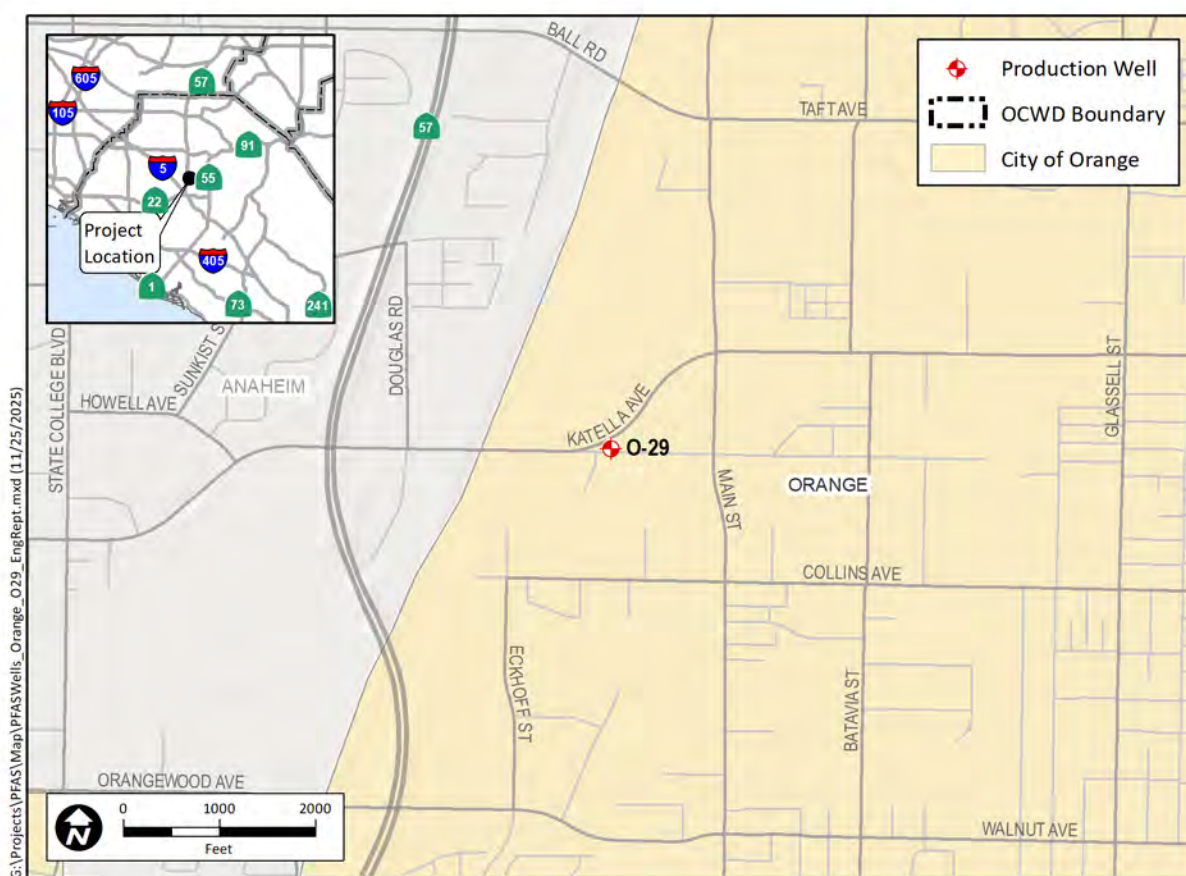 BALL RD
TAFT AVE
57
Production Well
OCWD Boundary
City of Orange
605
57
105
91
5
55
22
Project
Location
405
1
73
241
STATE COLLEGE BLVD
HOWELL AVE
SUNKIST S
ANAHEIM
DOUGLAS RD
KATELLA AVE
O-29
GLASSELL ST
MAIN ST
ORANGE
COLLINS AVE
ECKHOFF ST
BATAVIA ST
ORANGEWOOD AVE
57
WALNUT AVE
N
0 1000 2000
Feet
G:\Projects\PFAS\Map\PFASWells_Orange_O29_EngRept.mxd (11/25/2025)